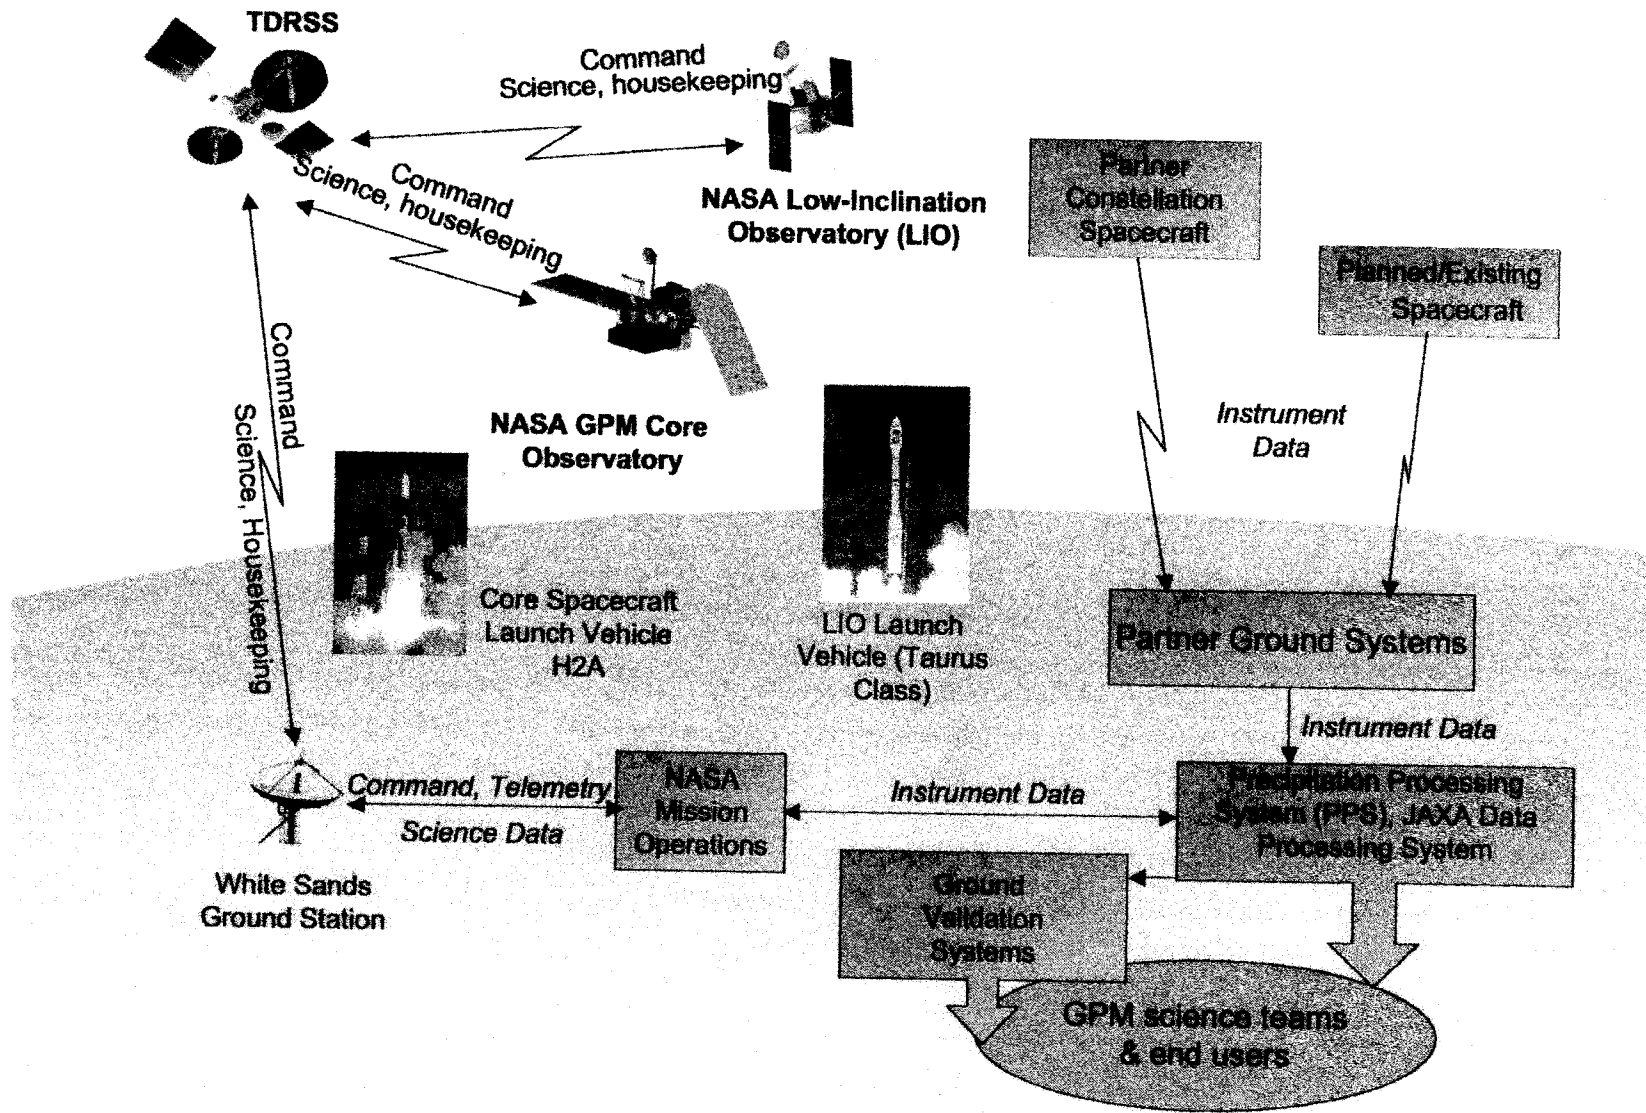 TDRSS
Command
Science, housekeeping
Command
Science, housekeeping
NASA Low-Inclination
Observatory (LIO)
Partner
Constellation
Spacecraft
Planned/Existing
Spacecraft
Command
Science, Housekeeping
NASA GPM Core
Observatory
Instrument
Data
Core Spacecraft
Launch Vehicle
H2A
LIO Launch
Vehicle (Taurus
Class)
Partner Ground Systems
Instrument Data
Command, Telemetry
Science Data
NASA
Mission
Operations
Instrument Data
Precipitation Processing
System (PPS), JAXA Data
Processing System
White Sands
Ground Station
Ground
Validation
Systems
GPM science teams
& end users